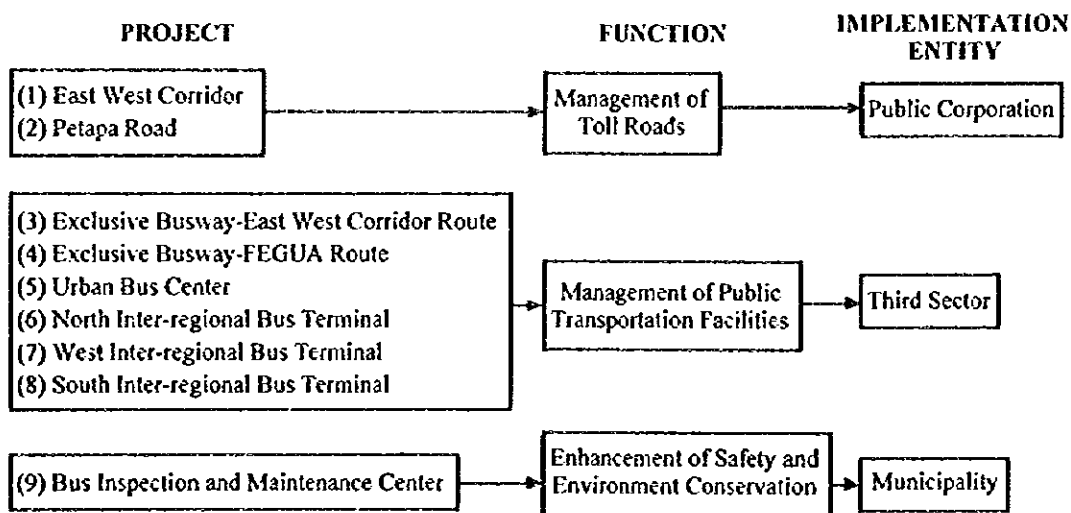 PROJECT
FUNCTION
IMPLEMENTATION
ENTITY
(1) East West Corridor
(2) Petapa Road
Management of
Toll Roads
Public Corporation
(3) Exclusive Busway-East West Corridor Route
(4) Exclusive Busway-FEGUA Route
(5) Urban Bus Center
(6) North Inter-regional Bus Terminal
(7) West Inter-regional Bus Terminal
(8) South Inter-regional Bus Terminal
Management of Public
Transportation Facilities
Third Sector
(9) Bus Inspection and Maintenance Center
Enhancement of Safety and
Environment Conservation
Municipality